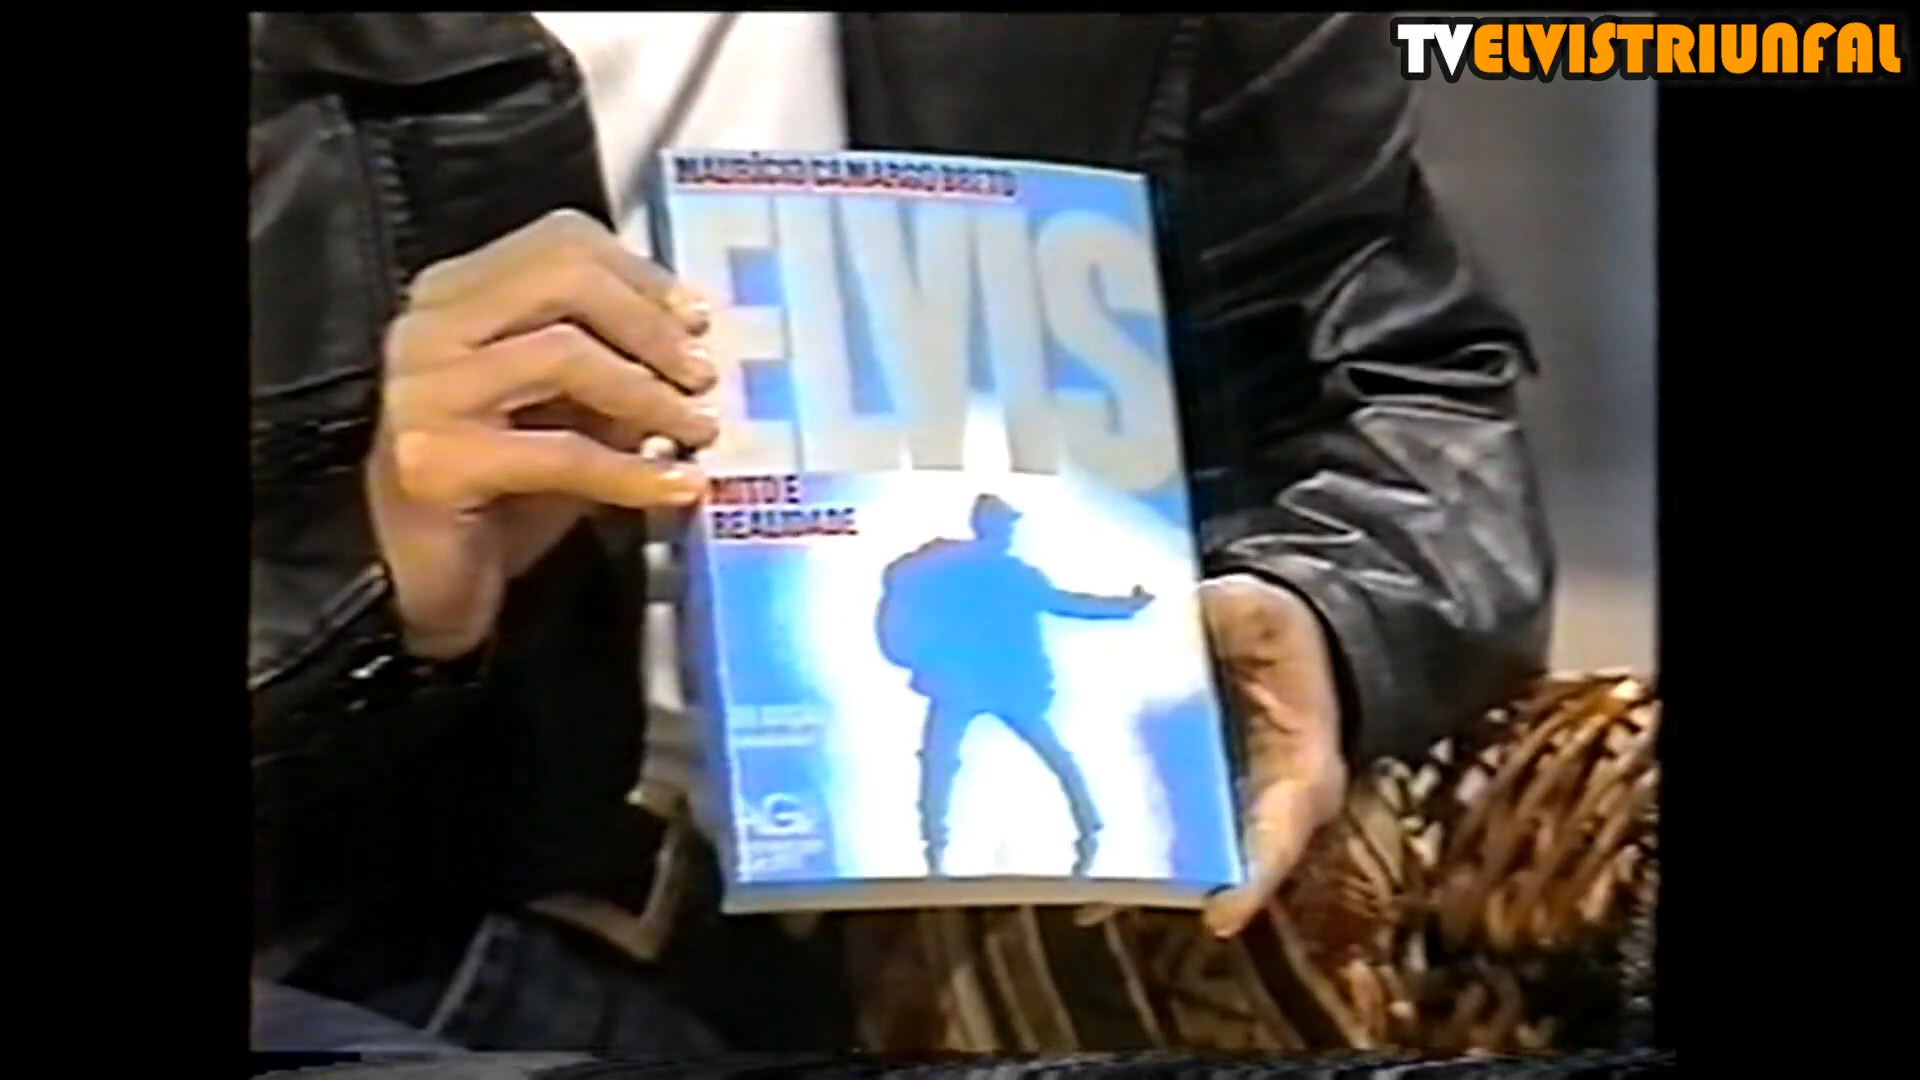 TVELVISTRIUNFAL
MAURÍCIO CAMARGO BRITO
ELVIS
MITO E
REALIDADE